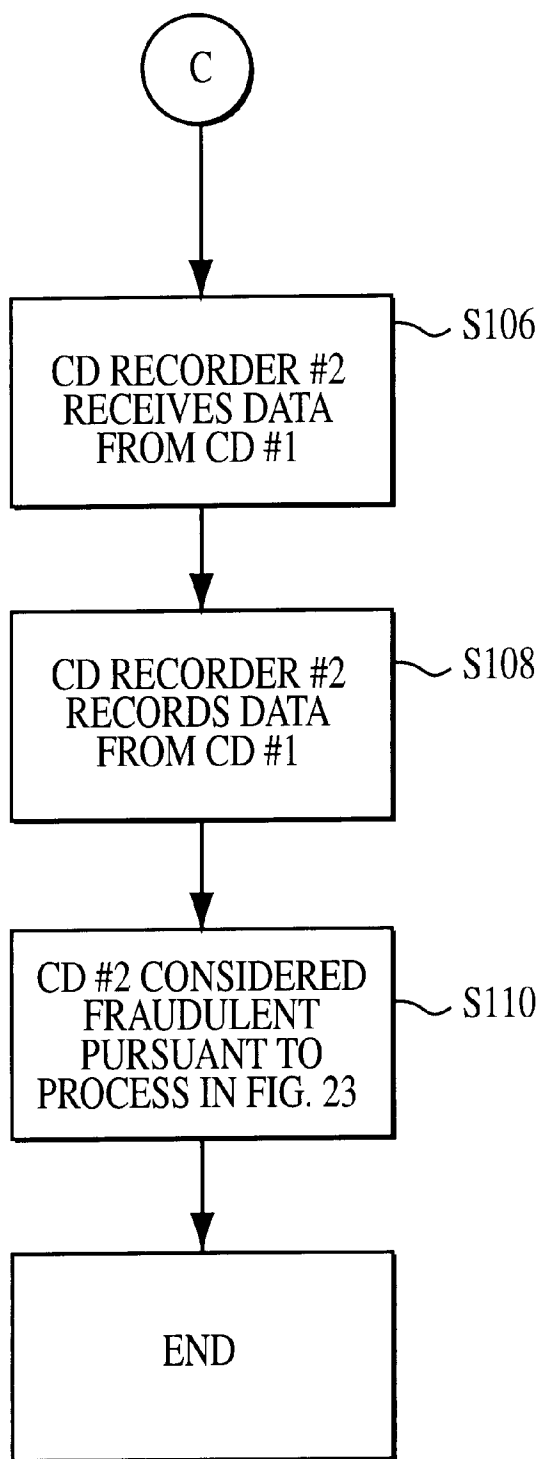 C
CD RECORDER #2
RECEIVES DATA
FROM CD #1
S106
CD RECORDER #2
RECORDS DATA
FROM CD #1
S108
CD #2 CONSIDERED
FRAUDULENT
PURSUANT TO
PROCESS IN FIG. 23
S110
END